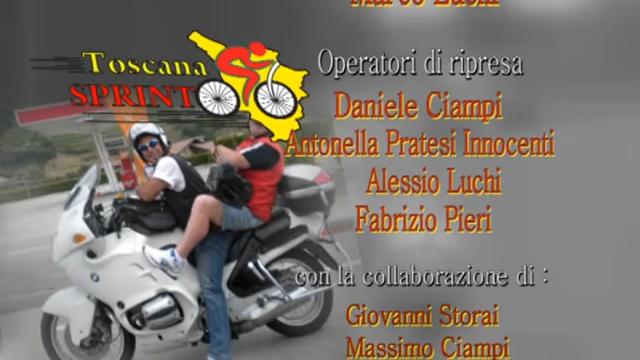 Toscana
SPRINT
Operatori di ripresa
Daniele Ciampi
Antonella Pratesi Innocenti
Alessio Luchi
Fabrizio Pieri
con la collaborazione di :
Giovanni Storai
Massimo Ciampi